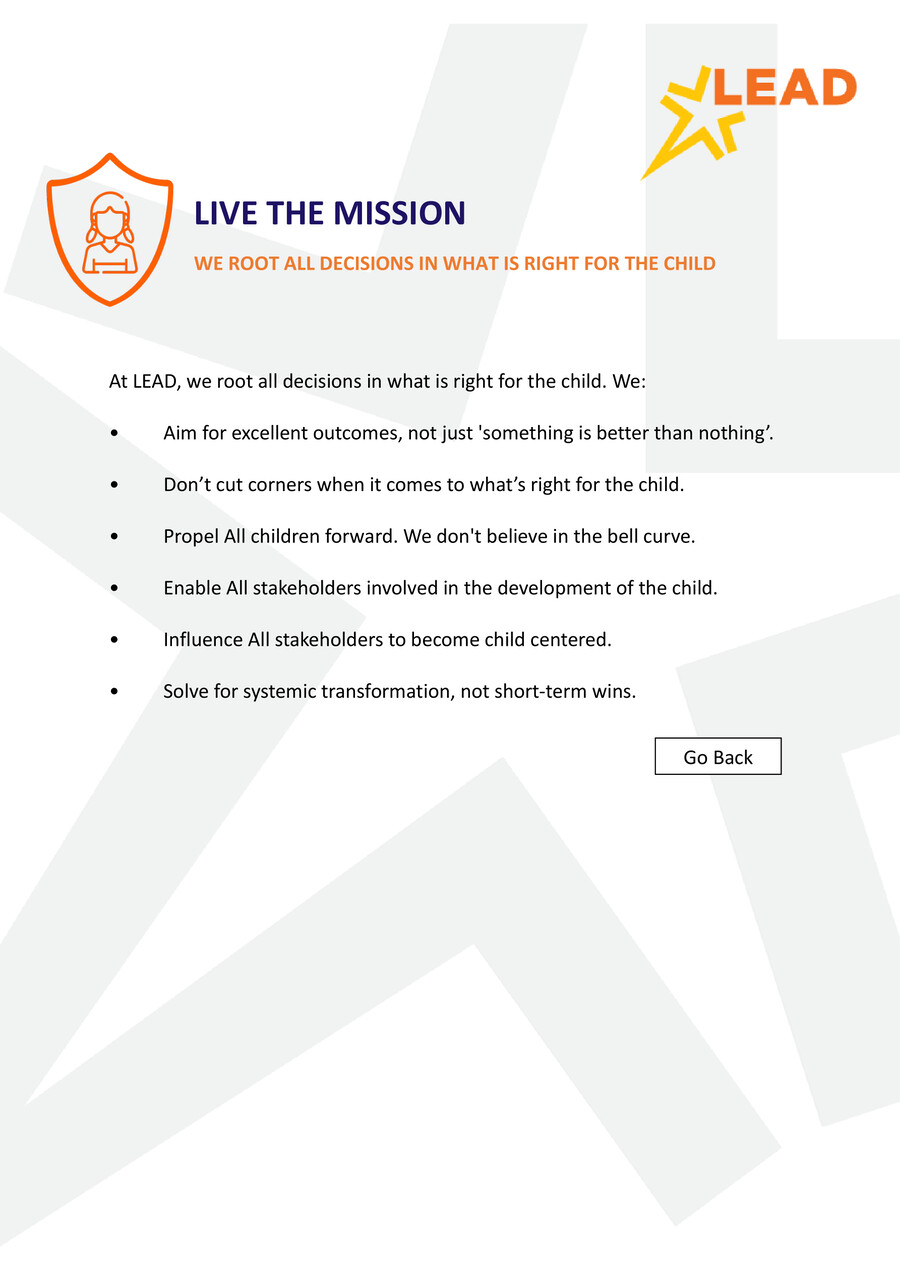 LEAD
LIVE THE MISSION
WE ROOT ALL DECISIONS IN WHAT IS RIGHT FOR THE CHILD
At LEAD, we root all decisions in what is right for the child. We:
• Aim for excellent outcomes, not just 'something is better than nothing’.
• Don’t cut corners when it comes to what’s right for the child.
• Propel All children forward. We don't believe in the bell curve.
• Enable All stakeholders involved in the development of the child.
• Influence All stakeholders to become child centered.
• Solve for systemic transformation, not short-term wins.
Go Back